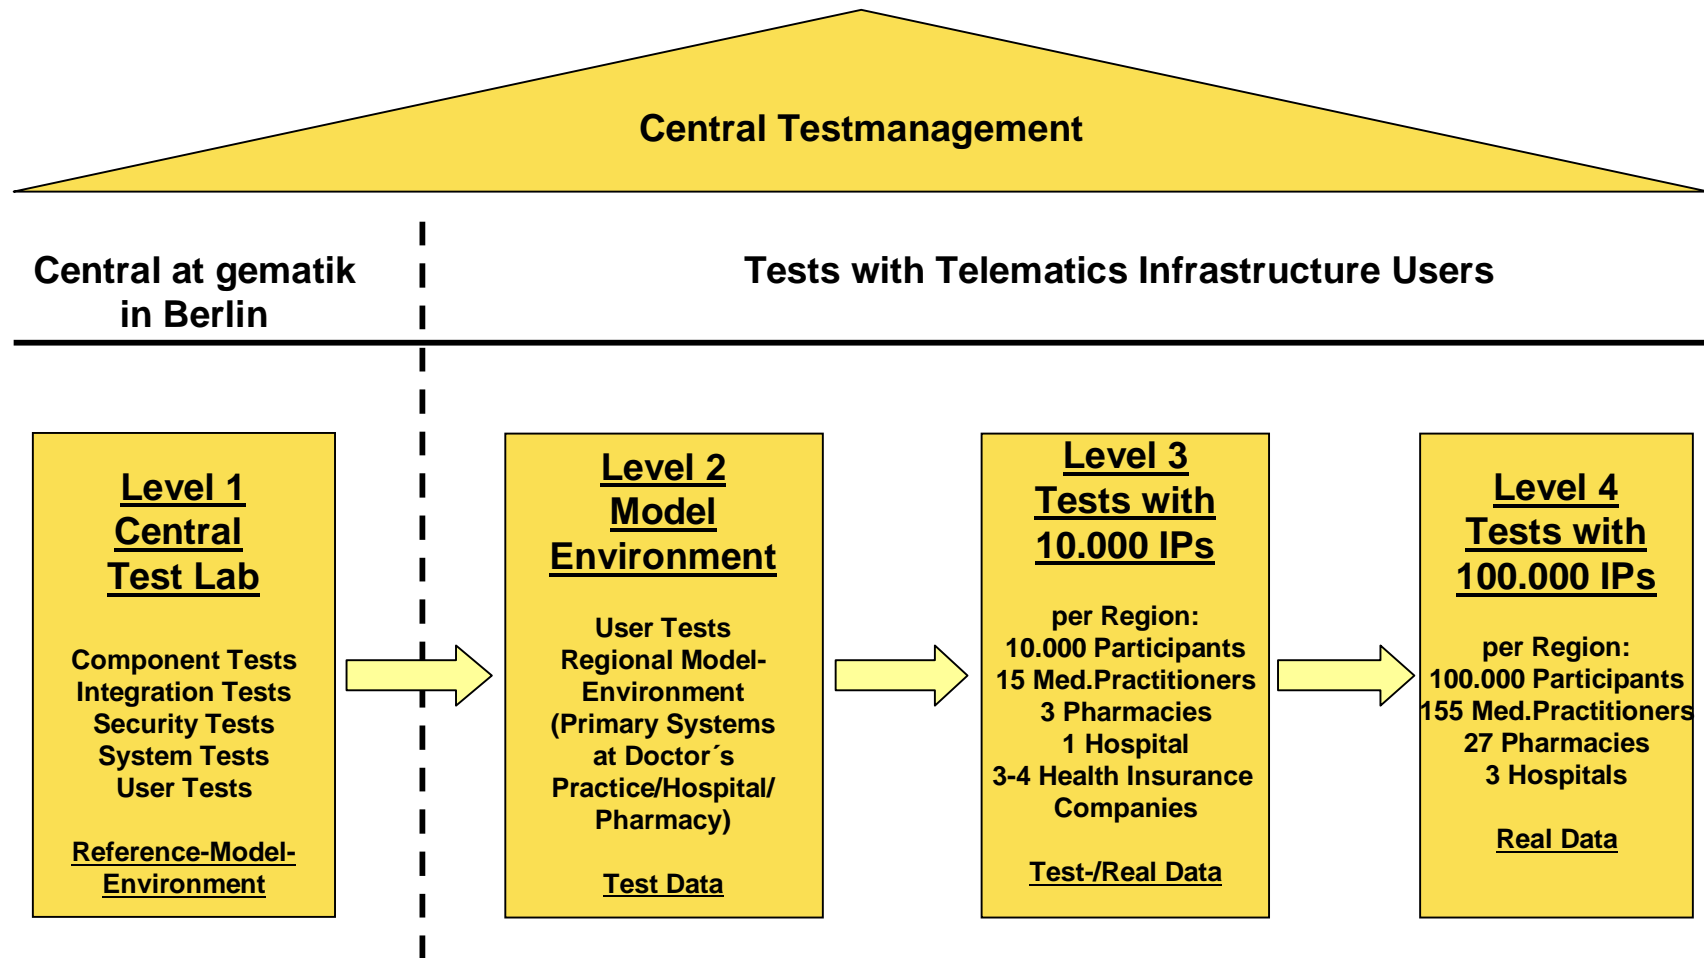 Central Testmanagement
Central at gematik
in Berlin
Tests with Telematics Infrastructure Users
Level 1
Central
Test Lab
Component Tests
Integration Tests
Security Tests
System Tests
User Tests
Reference-Model-
Environment
Level 2
Model
Environment
User Tests
Regional Model-
Environment
(Primary Systems
at Doctor´s
Practice/Hospital/
Pharmacy)
Test Data
Level 3
Tests with
10.000 IPs
per Region:
10.000 Participants
15 Med.Practitioners
3 Pharmacies
1 Hospital
3-4 Health Insurance
Companies
Test-/Real Data
Level 4
Tests with
100.000 IPs
per Region:
100.000 Participants
155 Med.Practitioners
27 Pharmacies
3 Hospitals
Real Data